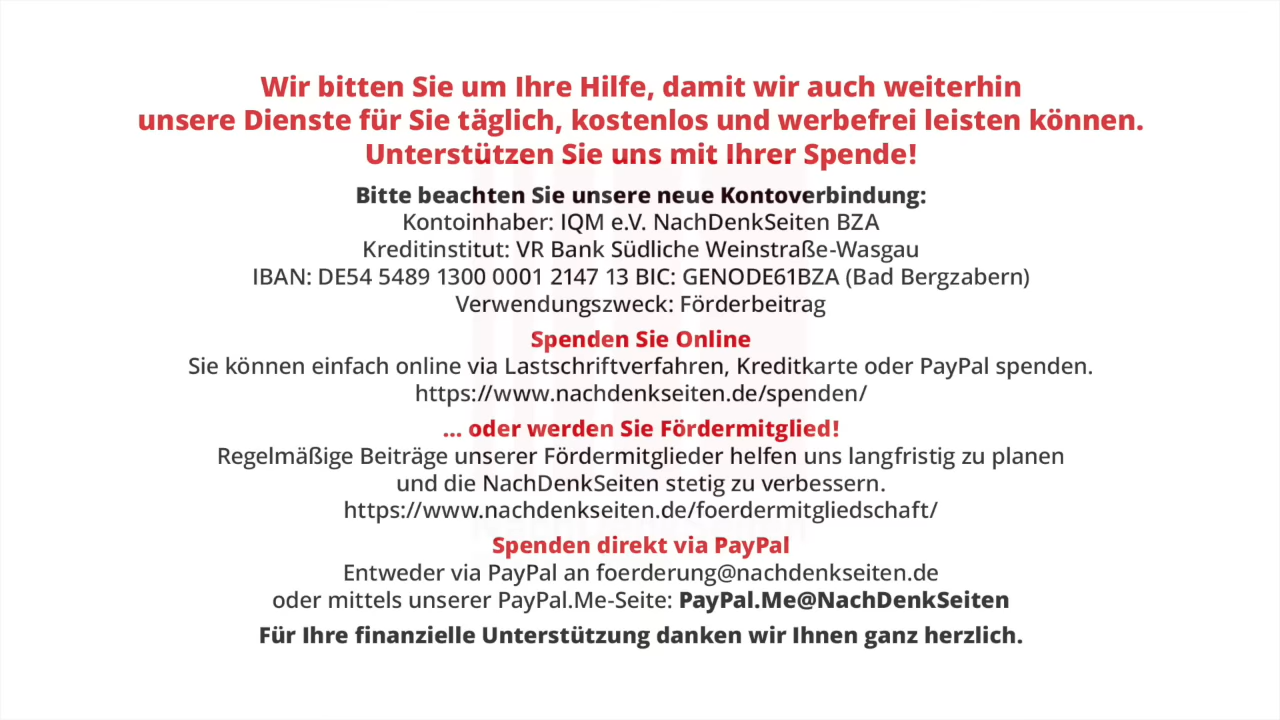 Wir bitten Sie um Ihre Hilfe, damit wir auch weiterhin
unsere Dienste für Sie täglich, kostenlos und werbefrei leisten können.
Unterstützen Sie uns mit Ihrer Spende!
Bitte beachten Sie unsere neue Kontoverbindung:
Kontoinhaber: IQM e.V. NachDenkSeiten BZA
Kreditinstitut: VR Bank Südliche Weinstraße-Wasgau
IBAN: DE54 5489 1300 0001 2147 13 BIC: GENODE61BZA (Bad Bergzabern)
Verwendungszweck: Förderbeitrag
Spenden Sie Online
Sie können einfach online via Lastschriftverfahren, Kreditkarte oder PayPal spenden.
https://www.nachdenkseiten.de/spenden/
... oder werden Sie Fördermitglied!
Regelmäßige Beiträge unserer Fördermitglieder helfen uns langfristig zu planen
und die NachDenkSeiten stetig zu verbessern.
https://www.nachdenkseiten.de/foerdermitgliedschaft/
Spenden direkt via PayPal
Entweder via PayPal an foerderung@nachdenkseiten.de
oder mittels unserer PayPal.Me-Seite: PayPal.Me@NachDenkSeiten
Für Ihre finanzielle Unterstützung danken wir Ihnen ganz herzlich.